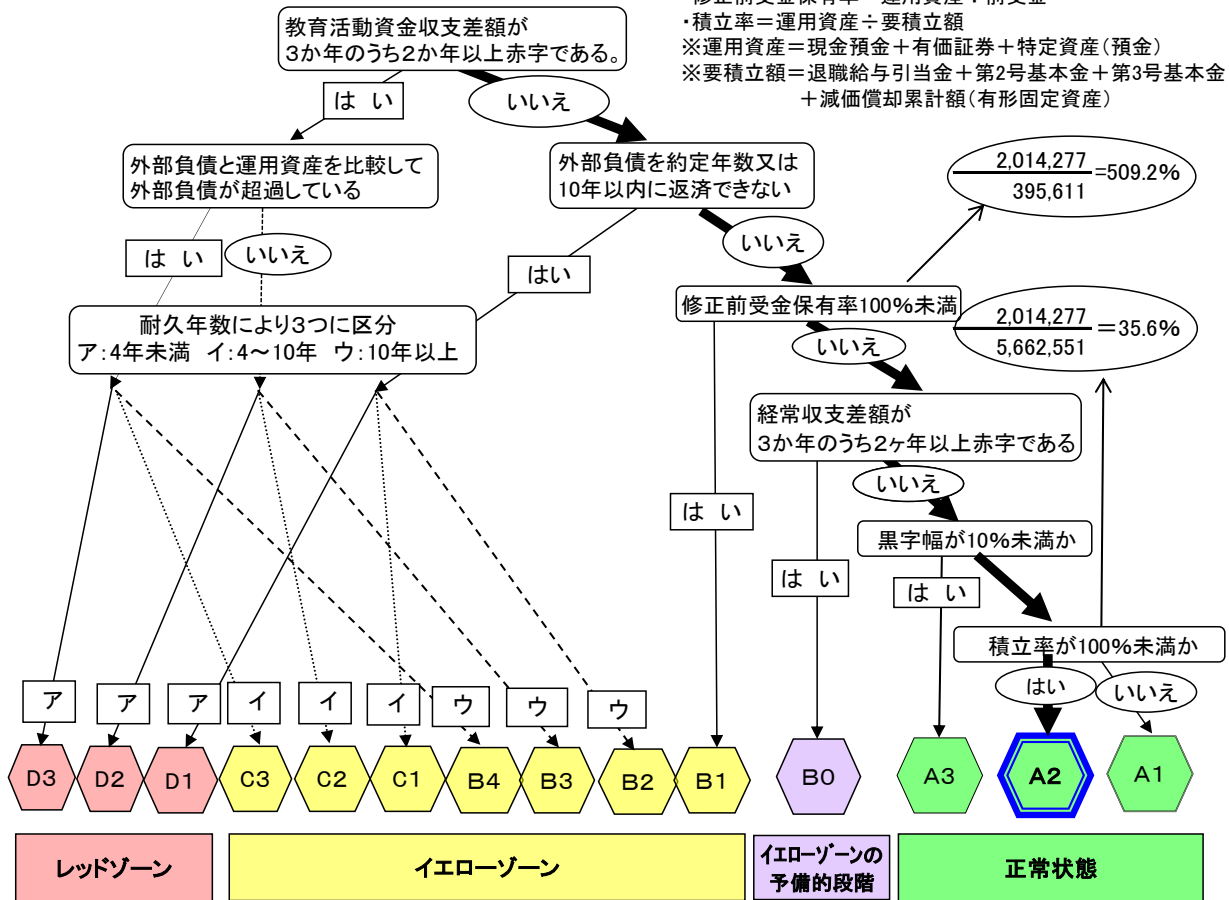 ・積立率＝運用資産÷要積立額
※運用資産＝現金預金＋有価証券＋特定資産（預金）
※要積立額＝退職給与引当金＋第2号基本金＋第3号基本金
＋減価償却累計額（有形固定資産）
教育活動資金収支差額が
3か年のうち2か年以上赤字である。
はい
いいえ
外部負債と運用資産を比較して
外部負債が超過している
外部負債を約定年数又は
10年以内に返済できない
2,014,277
395,611
=509.2%
はい
いいえ
はい
いいえ
修正前受金保有率100%未満
2,014,277
5,662,551
＝35.6%
耐久年数により3つに区分
ア：4年未満 イ：4～10年 ウ：10年以上
いいえ
経常収支差額が
3か年のうち2ヶ年以上赤字である
いいえ
はい
黒字幅が10%未満か
はい
はい
積立率が100%未満か
はい
いいえ
ア
ア
ア
イ
イ
イ
ウ
ウ
ウ
D3
D2
D1
C3
C2
C1
B4
B3
B2
B1
B0
A3
A2
A1
レッドゾーン
イエローゾーン
イエローゾーンの
予備的段階
正常状態